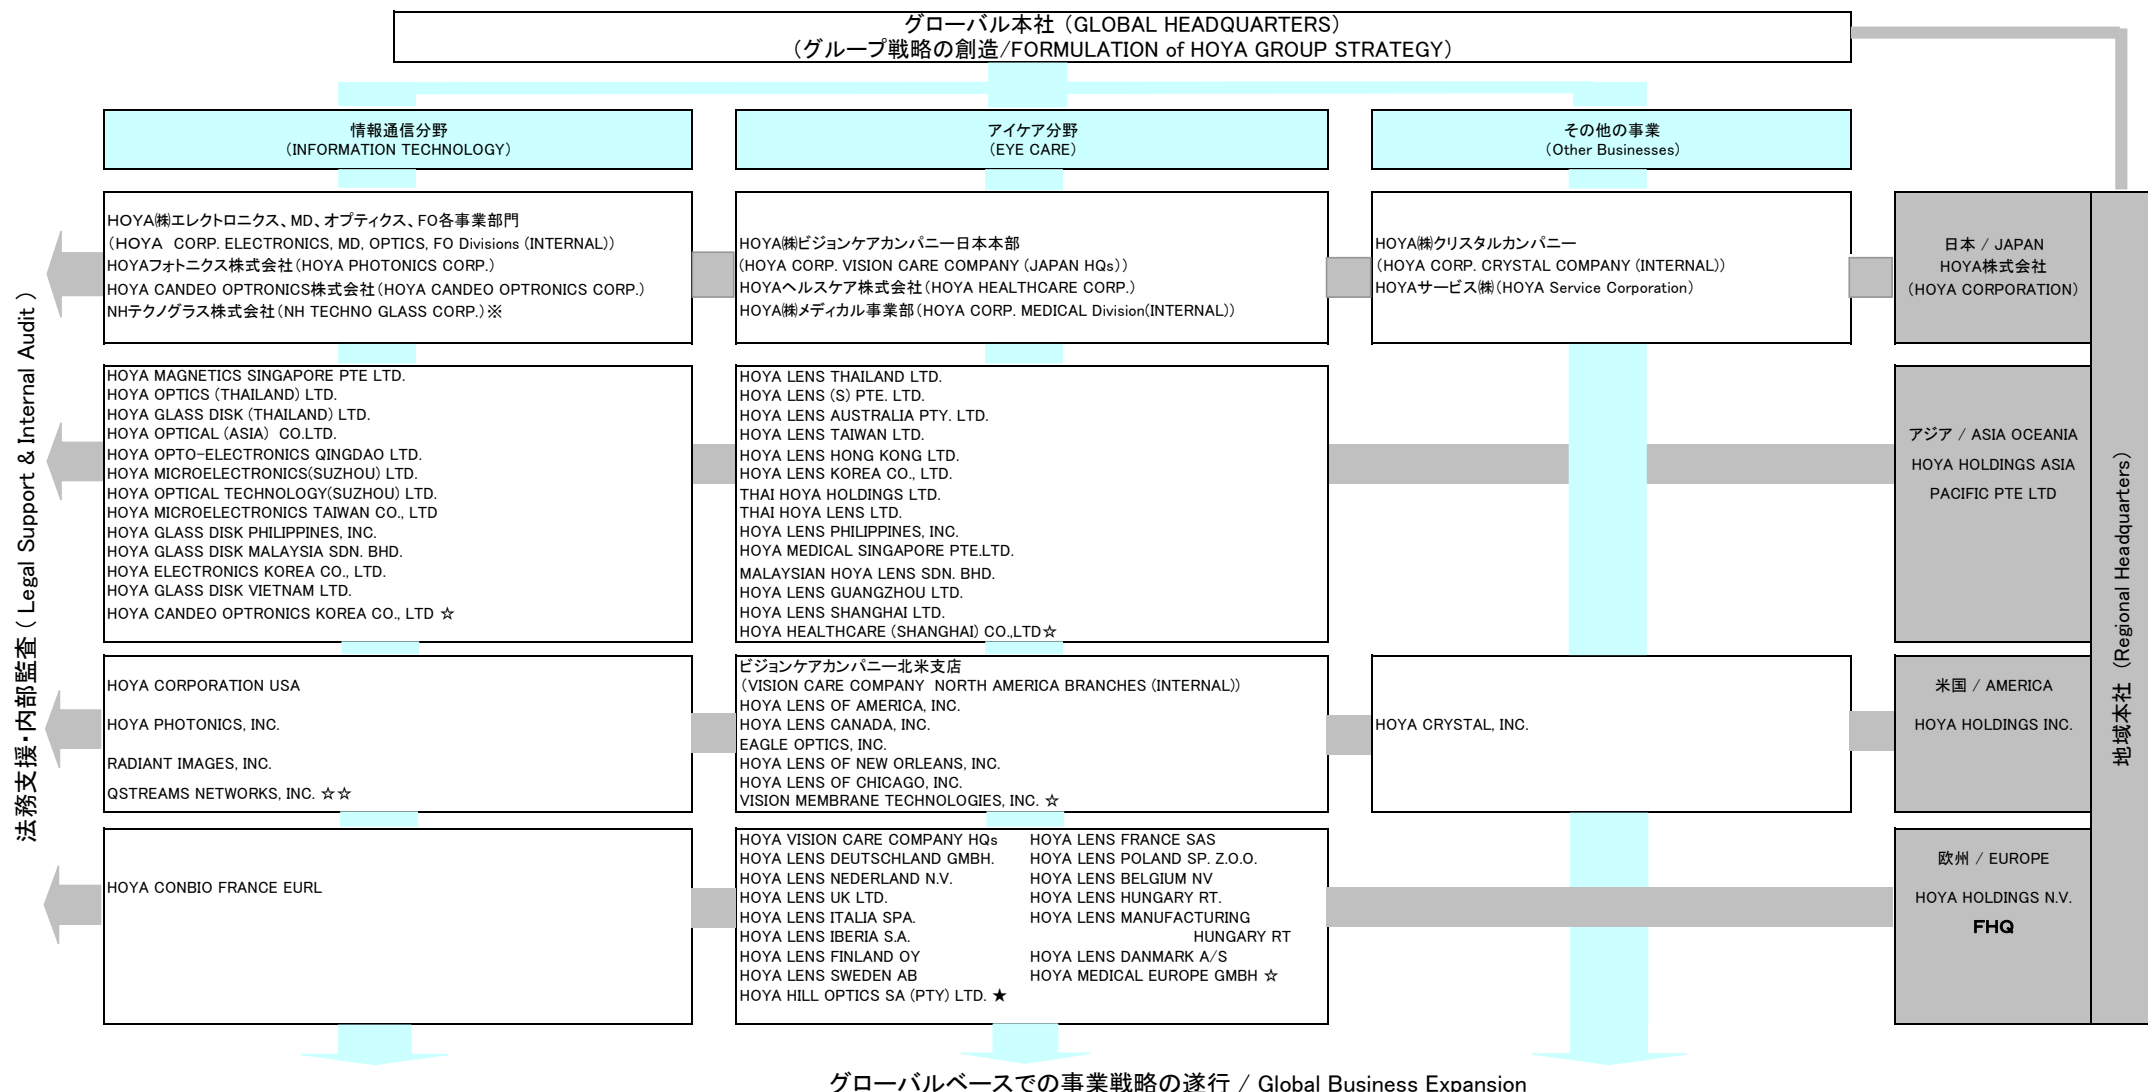 グローバル本社 (GLOBAL HEADQUARTERS)
(グループ戦略の創造/FORMULATION of HOYA GROUP STRATEGY)
情報通信分野
(INFORMATION TECHNOLOGY)
アイケア分野
(EYE CARE)
その他の事業
(Other Businesses)
HOYA㈱エレクトロニクス、MD、オプティクス、FO各事業部門
(HOYA CORP. ELECTRONICS, MD, OPTICS, FO Divisions (INTERNAL))
HOYAフォトニクス株式会社(HOYA PHOTONICS CORP.)
HOYA CANDEO OPTRONICS株式会社(HOYA CANDEO OPTRONICS CORP.)
NHテクノグラス株式会社(NH TECHNO GLASS CORP.)※
HOYA㈱ビジョンケアカンパニー日本本部
(HOYA CORP. VISION CARE COMPANY (JAPAN HQs))
HOYAヘルスケア株式会社(HOYA HEALTHCARE CORP.)
HOYA㈱メディカル事業部(HOYA CORP. MEDICAL Division(INTERNAL))
HOYA㈱クリスタルカンパニー
(HOYA CORP. CRYSTAL COMPANY (INTERNAL))
HOYAサービス㈱(HOYA Service Corporation)
日本 / JAPAN
HOYA株式会社
(HOYA CORPORATION)
HOYA MAGNETICS SINGAPORE PTE LTD.
HOYA OPTICS (THAILAND) LTD.
HOYA GLASS DISK (THAILAND) LTD.
HOYA OPTICAL (ASIA) CO.LTD.
HOYA OPTO-ELECTRONICS QINGDAO LTD.
HOYA MICROELECTRONICS(SUZHOU) LTD.
HOYA OPTICAL TECHNOLOGY(SUZHOU) LTD.
HOYA MICROELECTRONICS TAIWAN CO., LTD
HOYA GLASS DISK PHILIPPINES, INC.
HOYA GLASS DISK MALAYSIA SDN. BHD.
HOYA ELECTRONICS KOREA CO., LTD.
HOYA GLASS DISK VIETNAM LTD.
HOYA CANDEO OPTRONICS KOREA CO., LTD ☆
HOYA LENS THAILAND LTD.
HOYA LENS (S) PTE. LTD.
HOYA LENS AUSTRALIA PTY. LTD.
HOYA LENS TAIWAN LTD.
HOYA LENS HONG KONG LTD.
HOYA LENS KOREA CO., LTD.
THAI HOYA HOLDINGS LTD.
THAI HOYA LENS LTD.
HOYA LENS PHILIPPINES, INC.
HOYA MEDICAL SINGAPORE PTE.LTD.
MALAYSIAN HOYA LENS SDN. BHD.
HOYA LENS GUANGZHOU LTD.
HOYA LENS SHANGHAI LTD.
HOYA HEALTHCARE (SHANGHAI) CO.,LTD☆
アジア / ASIA OCEANIA
HOYA HOLDINGS ASIA
PACIFIC PTE LTD
HOYA CORPORATION USA
HOYA PHOTONICS, INC.
RADIANT IMAGES, INC.
QSTREAMS NETWORKS, INC. ☆☆
ビジョンケアカンパニー北米支店
(VISION CARE COMPANY NORTH AMERICA BRANCHES (INTERNAL))
HOYA LENS OF AMERICA, INC.
HOYA LENS CANADA, INC.
EAGLE OPTICS, INC.
HOYA LENS OF NEW ORLEANS, INC.
HOYA LENS OF CHICAGO, INC.
VISION MEMBRANE TECHNOLOGIES, INC. ☆
HOYA CRYSTAL, INC.
米国 / AMERICA
HOYA HOLDINGS INC.
HOYA CONBIO FRANCE EURL
HOYA VISION CARE COMPANY HQs
HOYA LENS DEUTSCHLAND GMBH.
HOYA LENS NEDERLAND N.V.
HOYA LENS UK LTD.
HOYA LENS ITALIA SPA.
HOYA LENS IBERIA S.A.
HOYA LENS FINLAND OY
HOYA LENS SWEDEN AB
HOYA HILL OPTICS SA (PTY) LTD. ★
HOYA LENS FRANCE SAS
HOYA LENS POLAND SP. Z.O.O.
HOYA LENS BELGIUM NV
HOYA LENS HUNGARY RT.
HOYA LENS MANUFACTURING
HUNGARY RT
HOYA LENS DANMARK A/S
HOYA MEDICAL EUROPE GMBH ☆
欧州 / EUROPE
HOYA HOLDINGS N.V.
FHQ
法務支援・内部監査 ( Legal Support & Internal Audit )
地域本社 (Regional Headquarters)
グローバルベースでの事業戦略の遂行 / Global Business Expansion